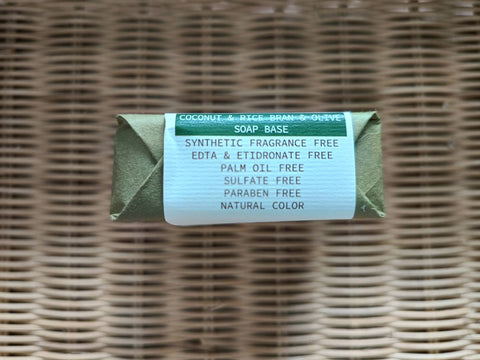 COCONUT & RICE BRAN & OLIVE
SOAP BASE
SYNTHETIC FRAGRANCE FREE
EDTA & ETIDRONATE FREE
PALM OIL FREE
SULFATE FREE
PARABEN FREE
NATURAL COLOR